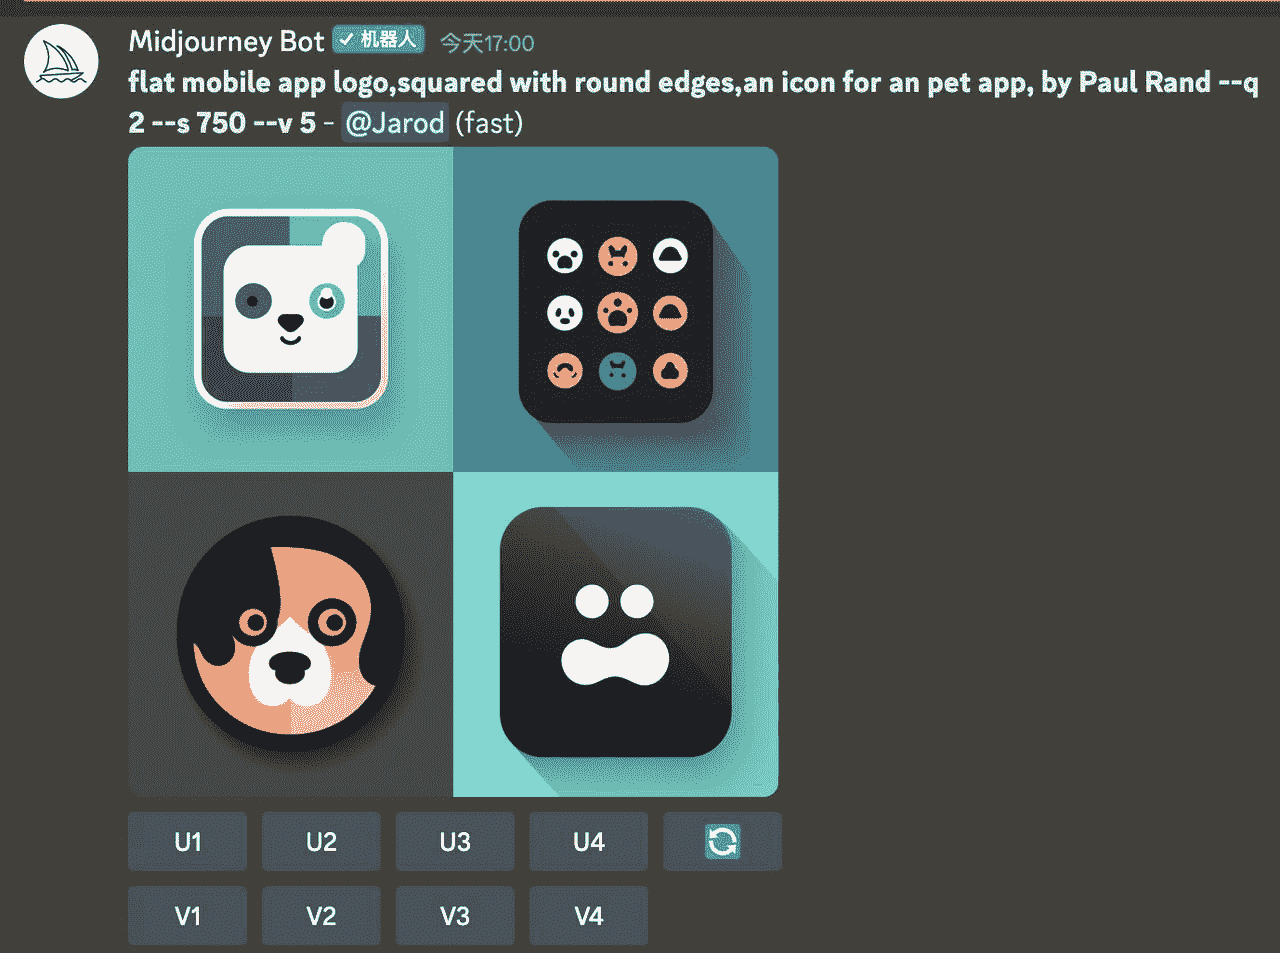 Midjourney Bot ✓ 机器人 今天17:00
flat mobile app logo,squared with round edges,an icon for an pet app, by Paul Rand --q
2 --s 750 --v 5 - @Jarod (fast)
U1 U2 U3 U4
V1 V2 V3 V4